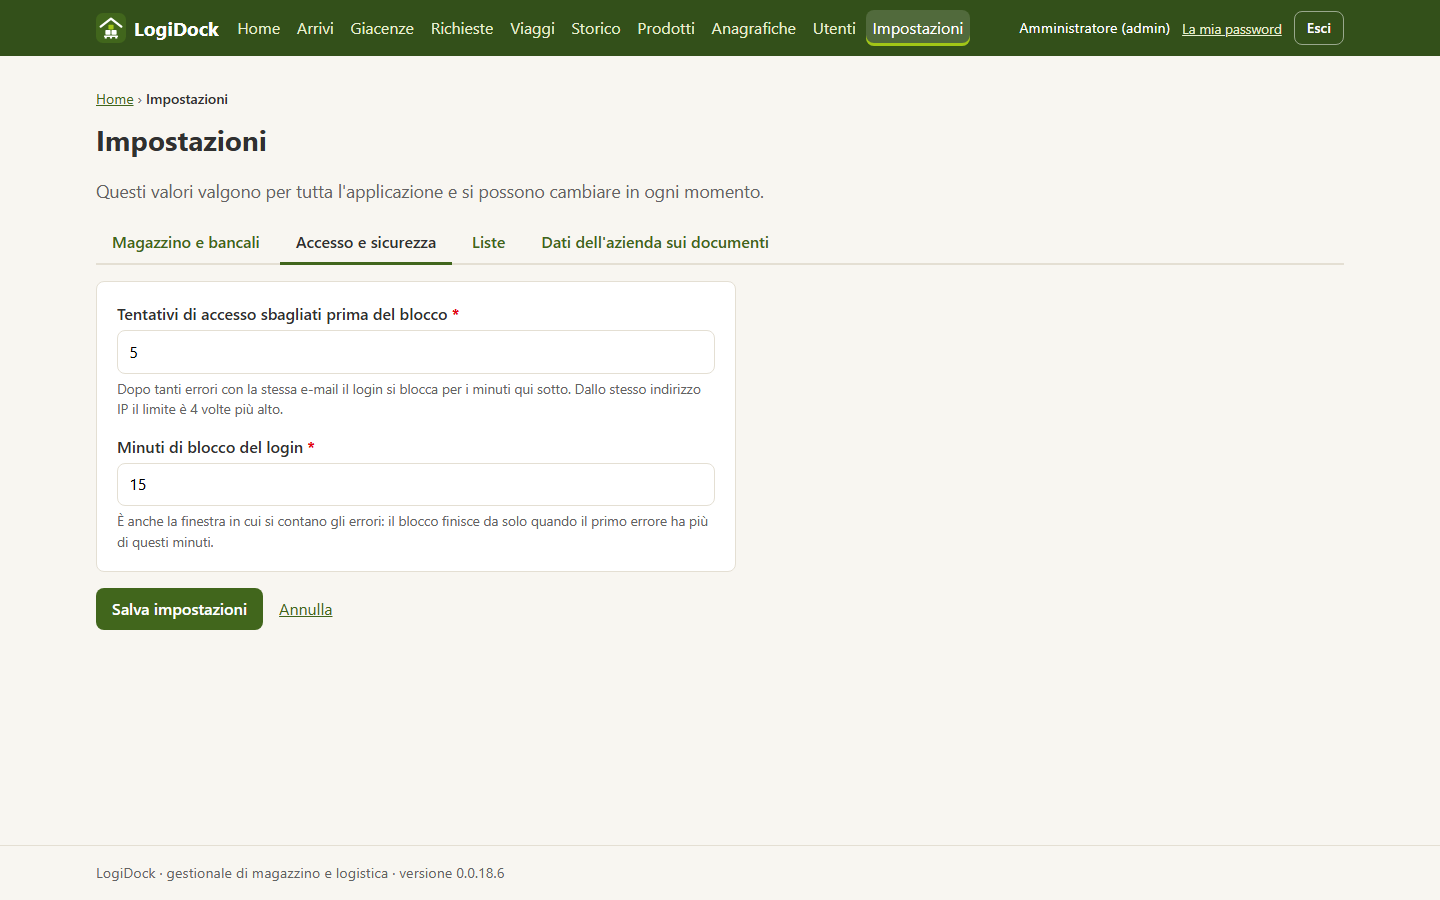 LogiDock Home Arrivi Giacenze Richieste Viaggi Storico Prodotti Anagrafiche Utenti Impostazioni Amministratore (admin) La mia password Esci
Home › Impostazioni
Impostazioni
Questi valori valgono per tutta l'applicazione e si possono cambiare in ogni momento.
Magazzino e bancali Accesso e sicurezza Liste Dati dell'azienda sui documenti
Tentativi di accesso sbagliati prima del blocco *
5
Dopo tanti errori con la stessa e-mail il login si blocca per i minuti qui sotto. Dallo stesso indirizzo
IP il limite è 4 volte più alto.
Minuti di blocco del login *
15
È anche la finestra in cui si contano gli errori: il blocco finisce da solo quando il primo errore ha più
di questi minuti.
Salva impostazioni Annulla
LogiDock · gestionale di magazzino e logistica · versione 0.0.18.6